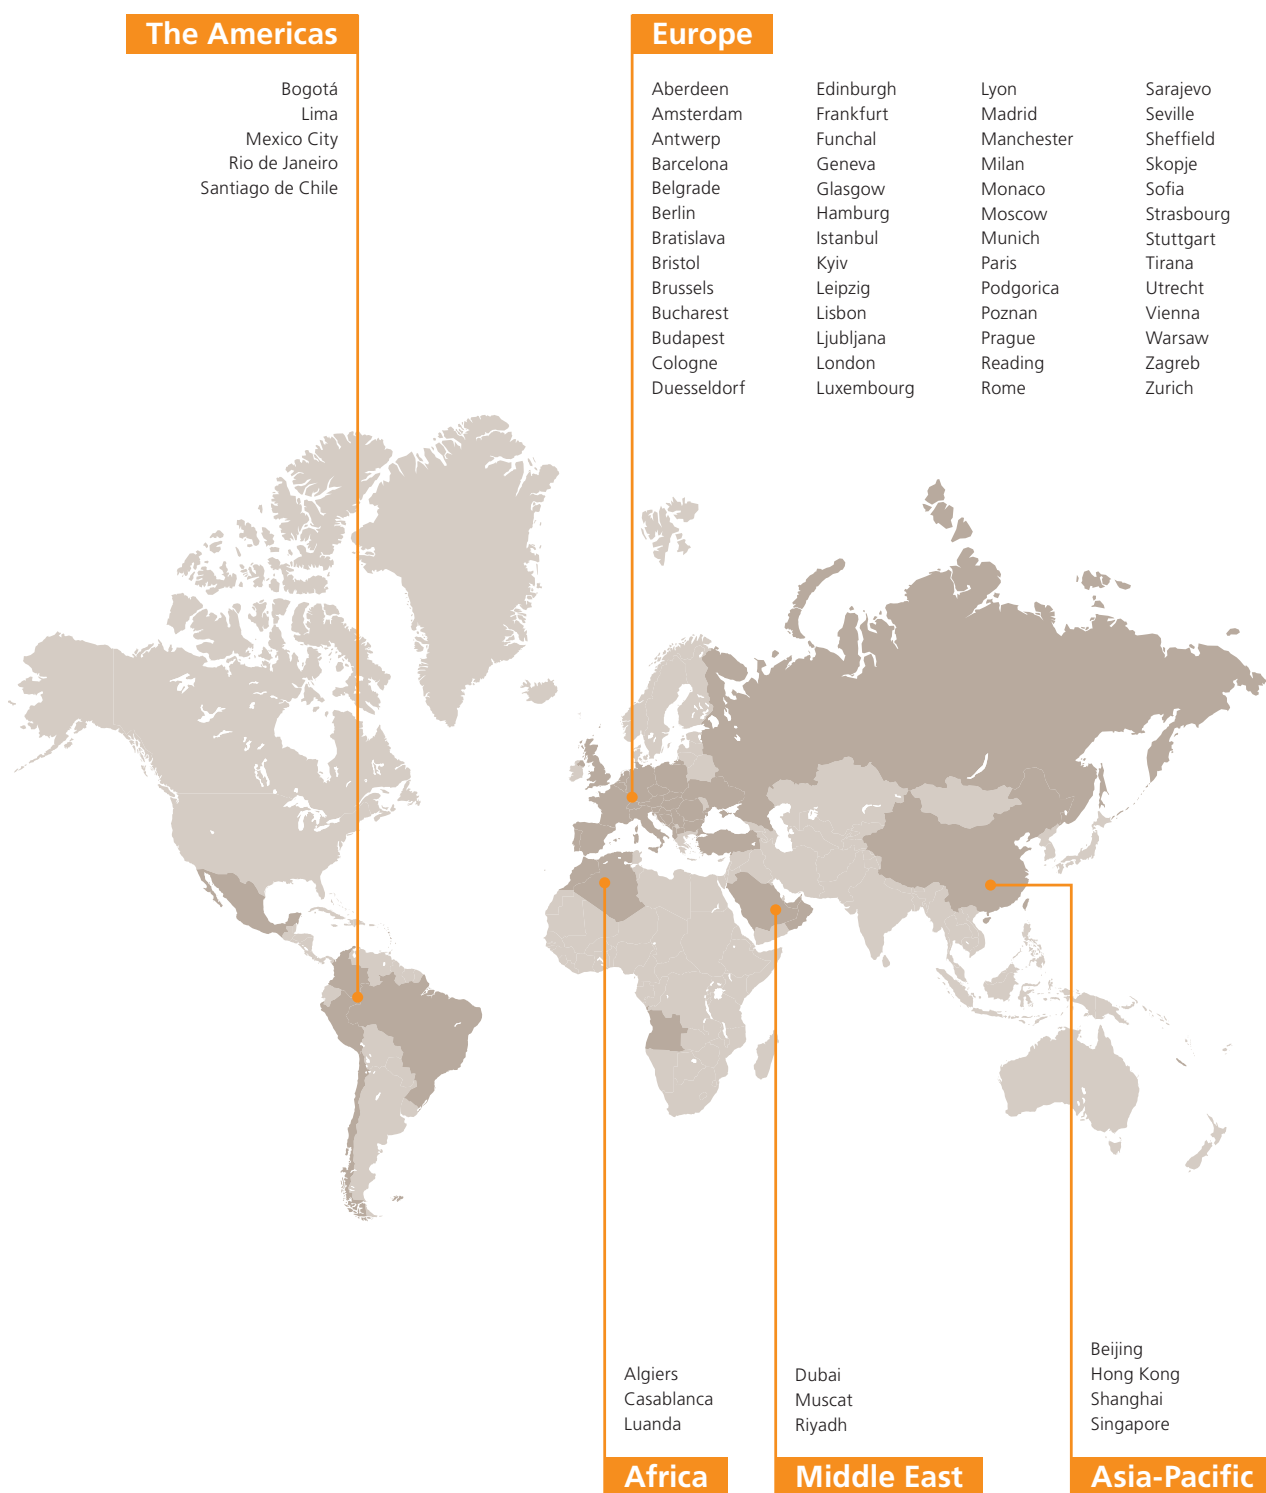 The Americas
Bogotá
Lima
Mexico City
Rio de Janeiro
Santiago de Chile
Europe
Aberdeen
Amsterdam
Antwerp
Barcelona
Belgrade
Berlin
Bratislava
Bristol
Brussels
Bucharest
Budapest
Cologne
Duesseldorf
Edinburgh
Frankfurt
Funchal
Geneva
Glasgow
Hamburg
Istanbul
Kyiv
Leipzig
Lisbon
Ljubljana
London
Luxembourg
Lyon
Madrid
Manchester
Milan
Monaco
Moscow
Munich
Paris
Podgorica
Poznan
Prague
Reading
Rome
Sarajevo
Seville
Sheffield
Skopje
Sofia
Strasbourg
Stuttgart
Tirana
Utrecht
Vienna
Warsaw
Zagreb
Zurich
Algiers
Casablanca
Luanda
Africa
Dubai
Muscat
Riyadh
Middle East
Beijing
Hong Kong
Shanghai
Singapore
Asia-Pacific